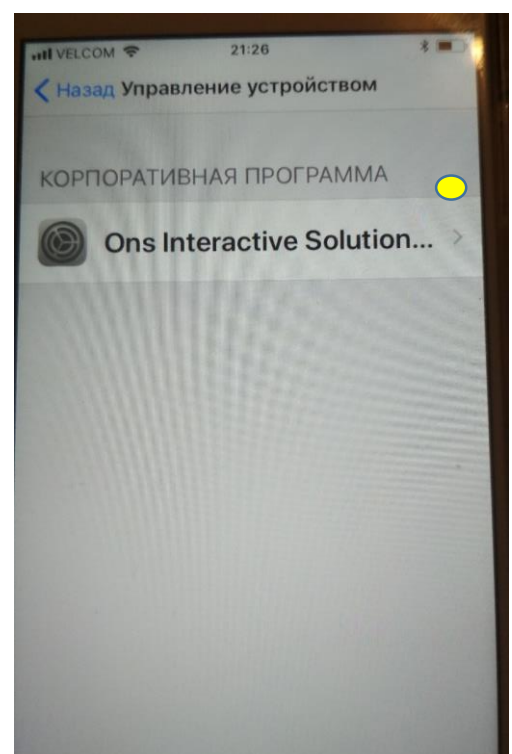 VELCOM 21:26
Назад Управление устройством
КОРПОРАТИВНАЯ ПРОГРАММА
Ons Interactive Solution...